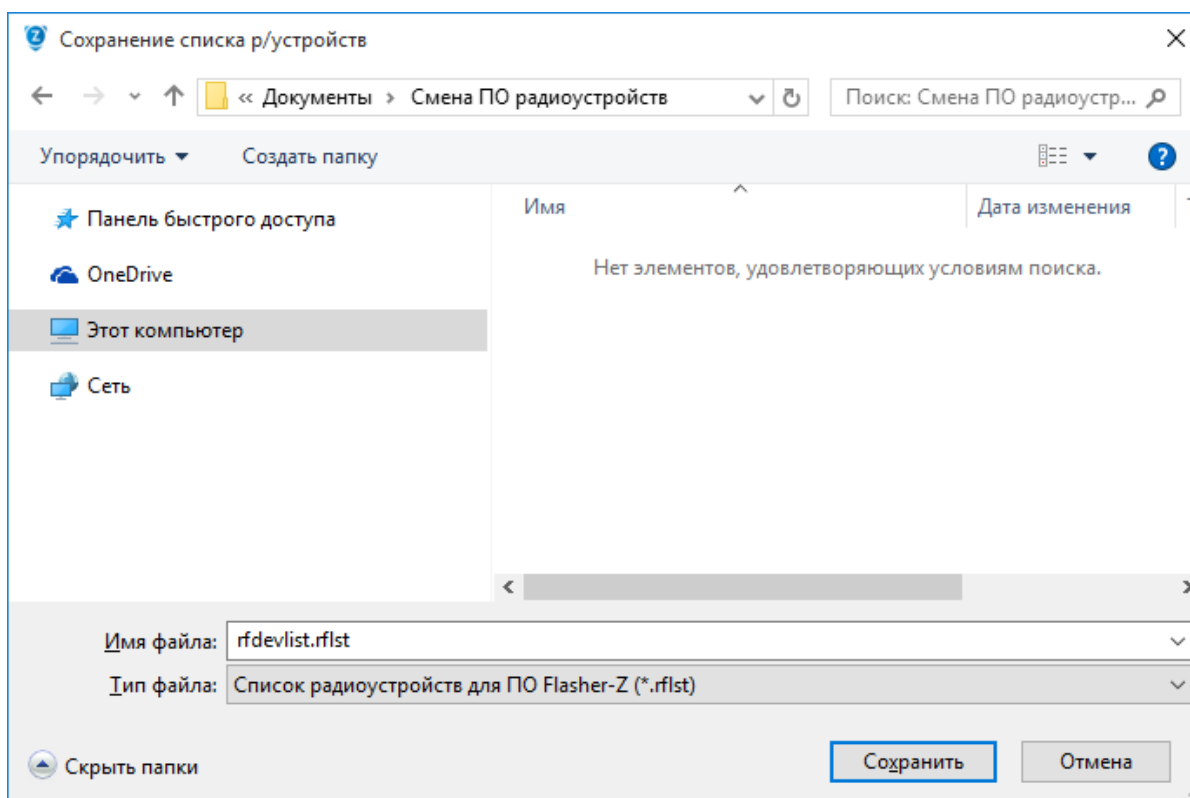 Сохранение списка р/устройств
« Документы › Смена ПО радиоустройств
Поиск: Смена ПО радиоустр...
Упорядочить
Создать папку
Панель быстрого доступа
OneDrive
Этот компьютер
Сеть
Имя
Дата изменения
Нет элементов, удовлетворяющих условиям поиска.
Имя файла: rfdevlist.rflst
Тип файла: Список радиоустройств для ПО Flasher-Z (*.rflst)
Скрыть папки
Сохранить
Отмена